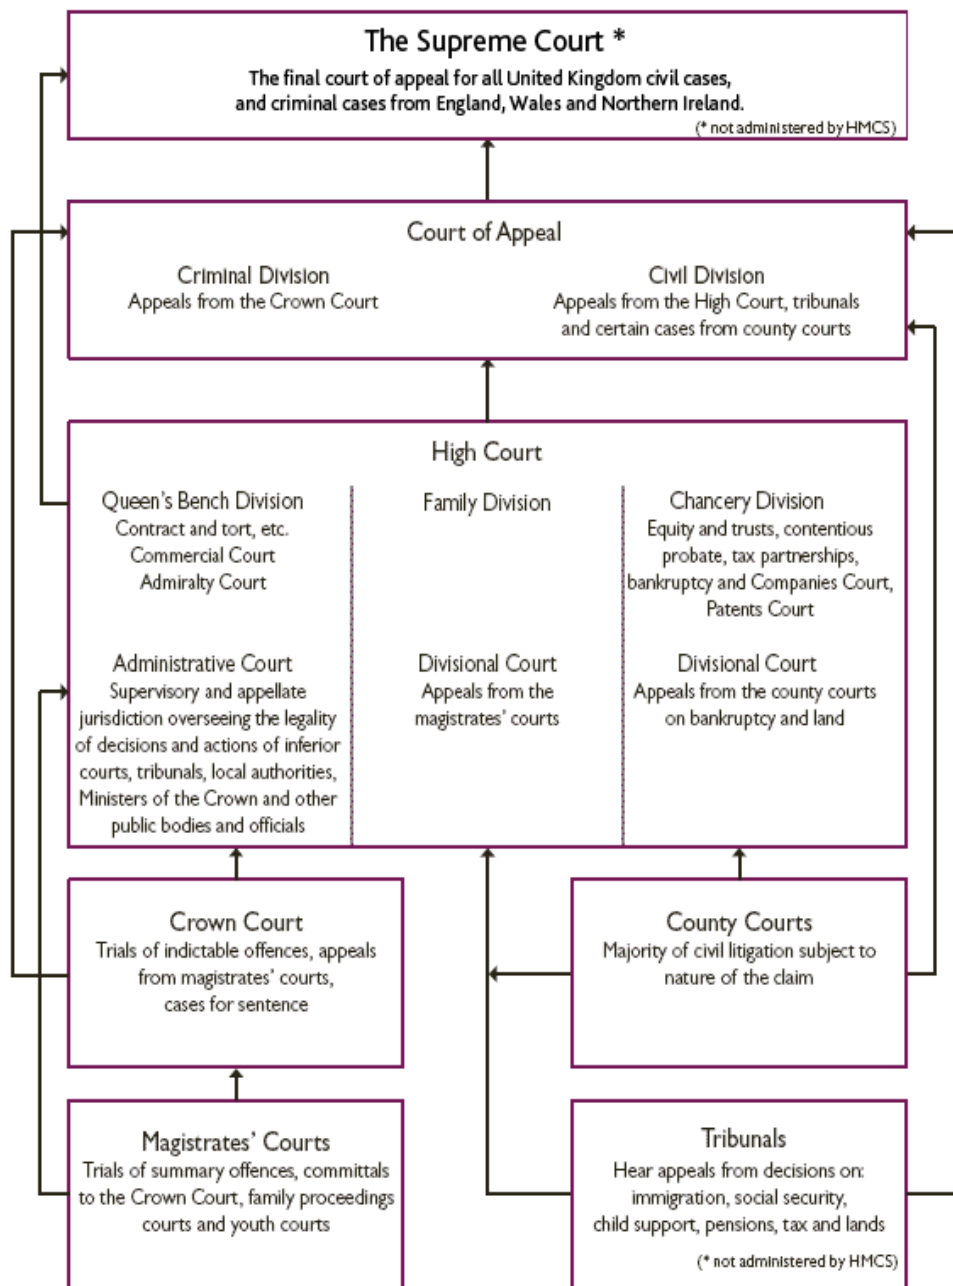 The Supreme Court *
The final court of appeal for all United Kingdom civil cases,
and criminal cases from England, Wales and Northern Ireland.
(* not administered by HMCS)
Court of Appeal
Criminal Division
Appeals from the Crown Court
Civil Division
Appeals from the High Court, tribunals
and certain cases from county courts
High Court
Queen's Bench Division
Contract and tort, etc.
Commercial Court
Admiralty Court
Family Division
Chancery Division
Equity and trusts, contentious
probate, tax partnerships,
bankruptcy and Companies Court,
Patents Court
Administrative Court
Supervisory and appellate
jurisdiction overseeing the legality
of decisions and actions of inferior
courts, tribunals, local authorities,
Ministers of the Crown and other
public bodies and officials
Divisional Court
Appeals from the
magistrates' courts
Divisional Court
Appeals from the county courts
on bankruptcy and land
Crown Court
Trials of indictable offences, appeals
from magistrates' courts,
cases for sentence
County Courts
Majority of civil litigation subject to
nature of the claim
Magistrates' Courts
Trials of summary offences, committals
to the Crown Court, family proceedings
courts and youth courts
Tribunals
Hear appeals from decisions on:
immigration, social security,
child support, pensions, tax and lands
(* not administered by HMCS)